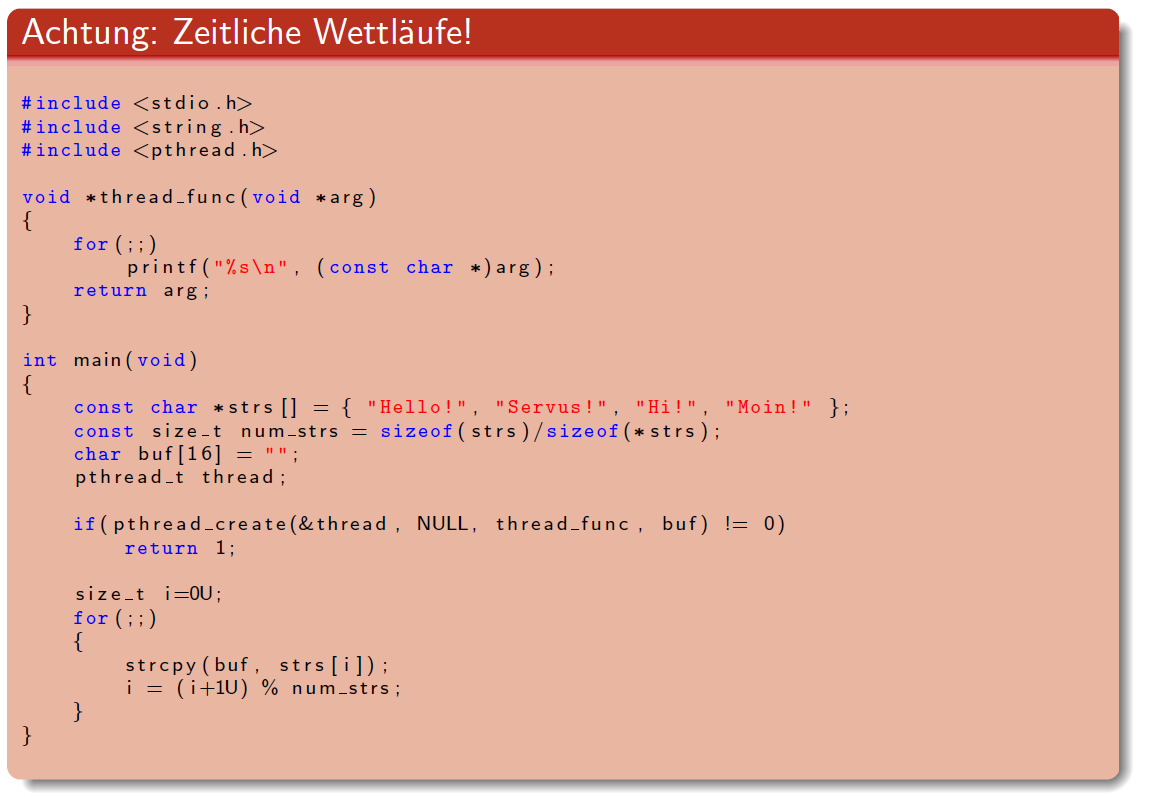 Achtung: Zeitliche Wettläufe!
#include <stdio.h>
#include <string.h>
#include <pthread.h>
void *thread_func(void *arg)
{
for(;;)
printf("%s\n", (const char *)arg);
return arg;
}
int main(void)
{
const char *strs[] = { "Hello!", "Servus!", "Hi!", "Moin!" };
const size_t num_strs = sizeof(strs)/sizeof(*strs);
char buf[16] = "";
pthread_t thread;
if(pthread_create(&thread, NULL, thread_func, buf) != 0)
return 1;
size_t i=0U;
for(;;)
{
strcpy(buf, strs[i]);
i = (i+1U) % num_strs;
}
}